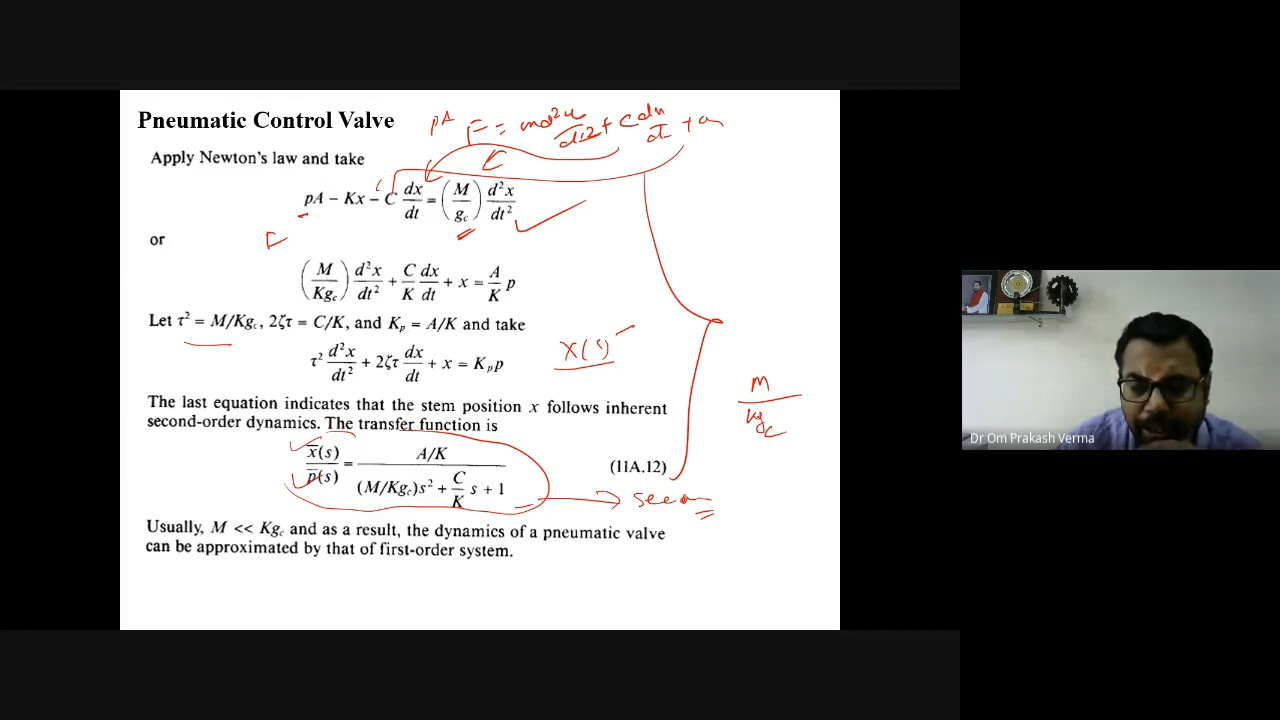 Pneumatic Control Valve
pA F = md²x/dt² + C dx/dt +
Apply Newton's law and take
pA − Kx − C dx/dt = (M/g_c) d²x/dt²
or
(M/Kg_c) d²x/dt² + C/K dx/dt + x = A/K p
Let τ² = M/Kg_c, 2ζτ = C/K, and K_p = A/K and take
τ² d²x/dt² + 2ζτ dx/dt + x = K_p p
X(s)
The last equation indicates that the stem position x follows inherent
second-order dynamics. The transfer function is
x̅(s)/p̅(s) = A/K / ((M/Kg_c)s² + C/K s + 1) (11A.12)
M/Kg_c
Usually, M << Kg_c and as a result, the dynamics of a pneumatic valve
can be approximated by that of first-order system.
Dr Om Prakash Verma